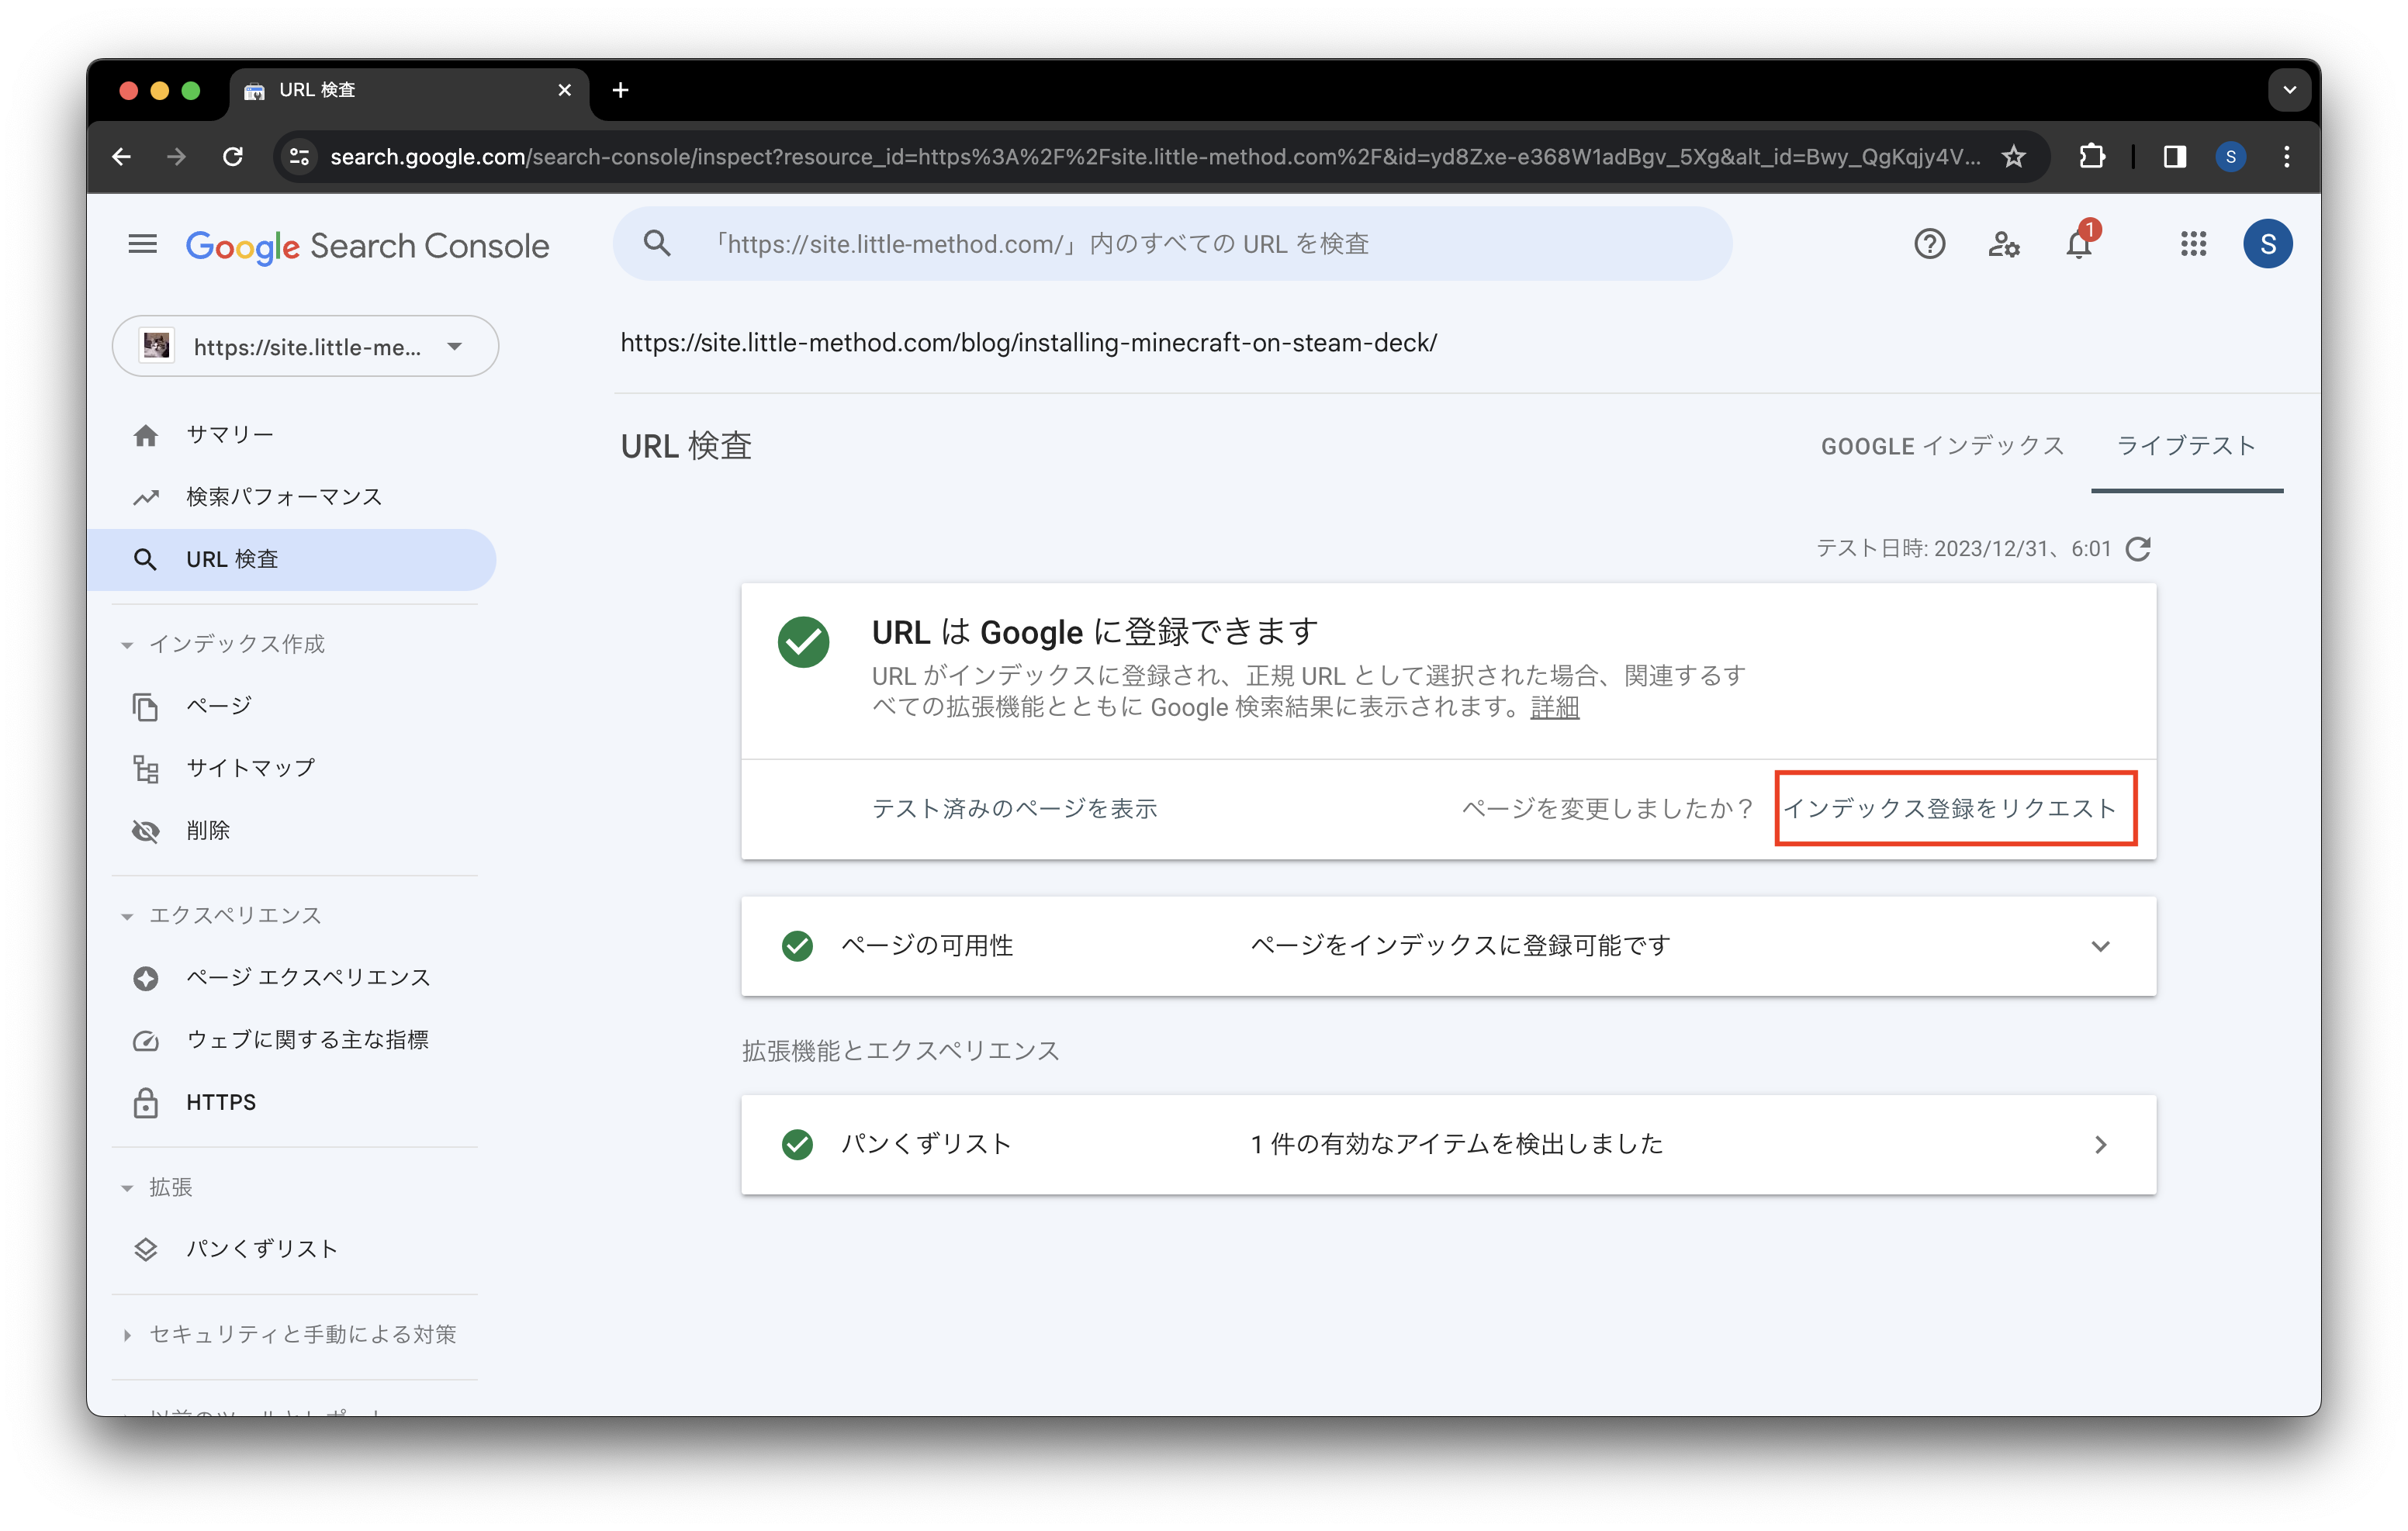 URL 検査
search.google.com/search-console/inspect?resource_id=https%3A%2F%2Fsite.little-method.com%2F&id=yd8Zxe-e368W1adBgv_5Xg&alt_id=Bwy_QgKqjy4V...
S
Google Search Console
「https://site.little-method.com/」内のすべての URL を検査
1
S
https://site.little-me...
https://site.little-method.com/blog/installing-minecraft-on-steam-deck/
サマリー
検索パフォーマンス
URL 検査
インデックス作成
ページ
サイトマップ
削除
エクスペリエンス
ページ エクスペリエンス
ウェブに関する主な指標
HTTPS
拡張
パンくずリスト
セキュリティと手動による対策
URL 検査
GOOGLE インデックス
ライブテスト
テスト日時: 2023/12/31、6:01
URL は Google に登録できます
URL がインデックスに登録され、正規 URL として選択された場合、関連するす
べての拡張機能とともに Google 検索結果に表示されます。詳細
テスト済みのページを表示
ページを変更しましたか？
インデックス登録をリクエスト
ページの可用性
ページをインデックスに登録可能です
拡張機能とエクスペリエンス
パンくずリスト
1 件の有効なアイテムを検出しました